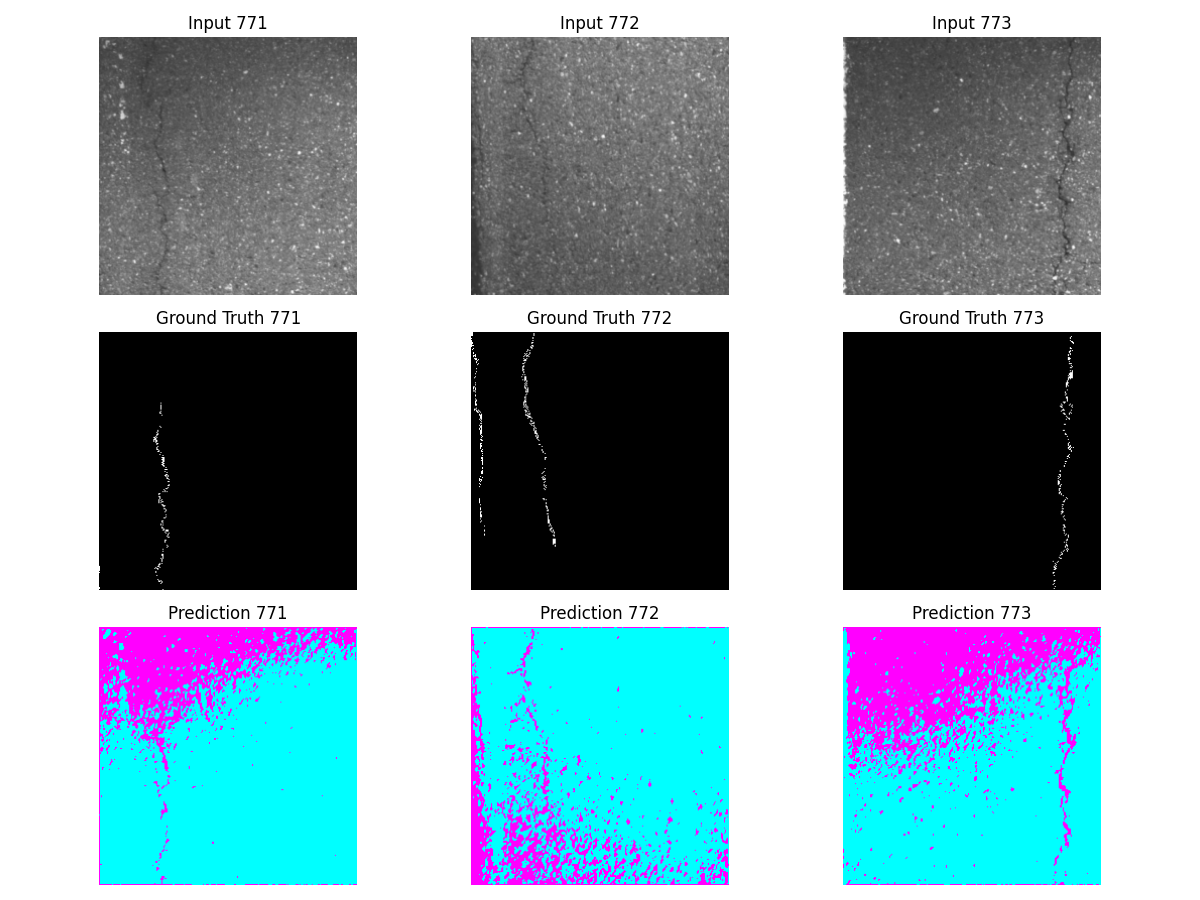 Input 771
Input 772
Input 773
Ground Truth 771
Ground Truth 772
Ground Truth 773
Prediction 771
Prediction 772
Prediction 773